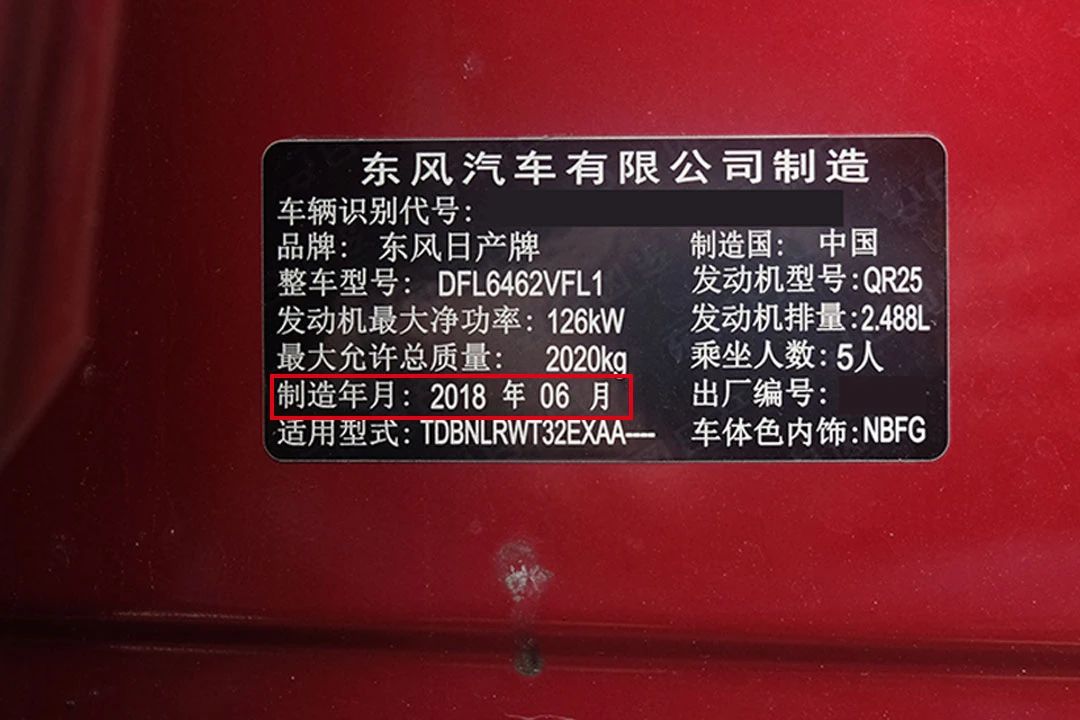 东风汽车有限公司制造
车辆识别代号：
品牌： 东风日产牌 制造国： 中国
整车型号： DFL6462VFL1 发动机型号：QR25
发动机最大净功率：126kW 发动机排量：2.488L
最大允许总质量： 2020kg 乘坐人数：5人
制造年月： 2018 年 06 月 出厂编号：
适用型式：TDBNLRWT32EXAA---- 车体色内饰：NBFG